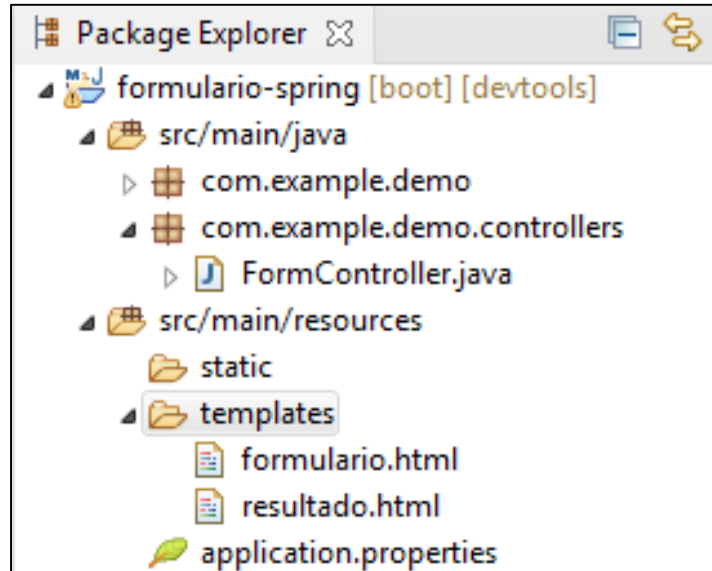 Package Explorer
formulario-spring [boot] [devtools]
src/main/java
com.example.demo
com.example.demo.controllers
FormController.java
src/main/resources
static
templates
formulario.html
resultado.html
application.properties